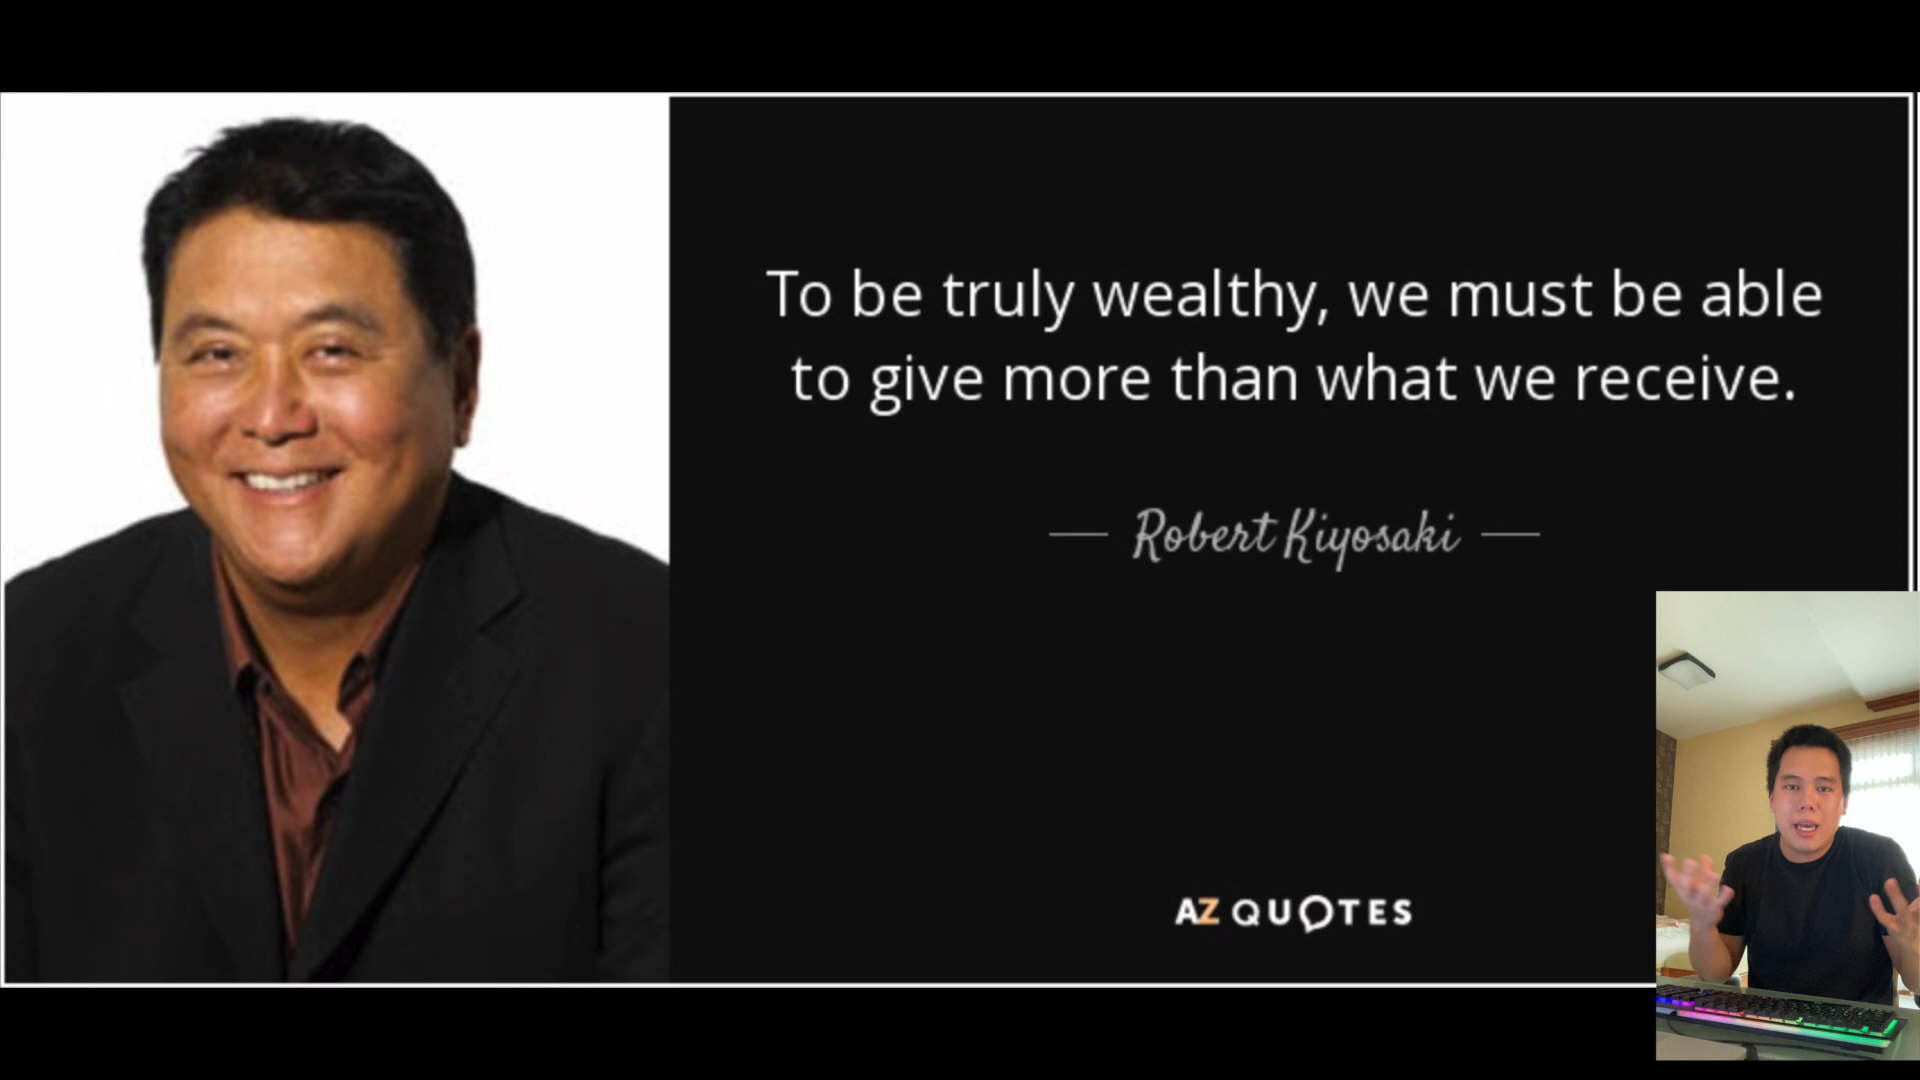 To be truly wealthy, we must be able
to give more than what we receive.
Robert Kiyosaki
AZ QUOTES